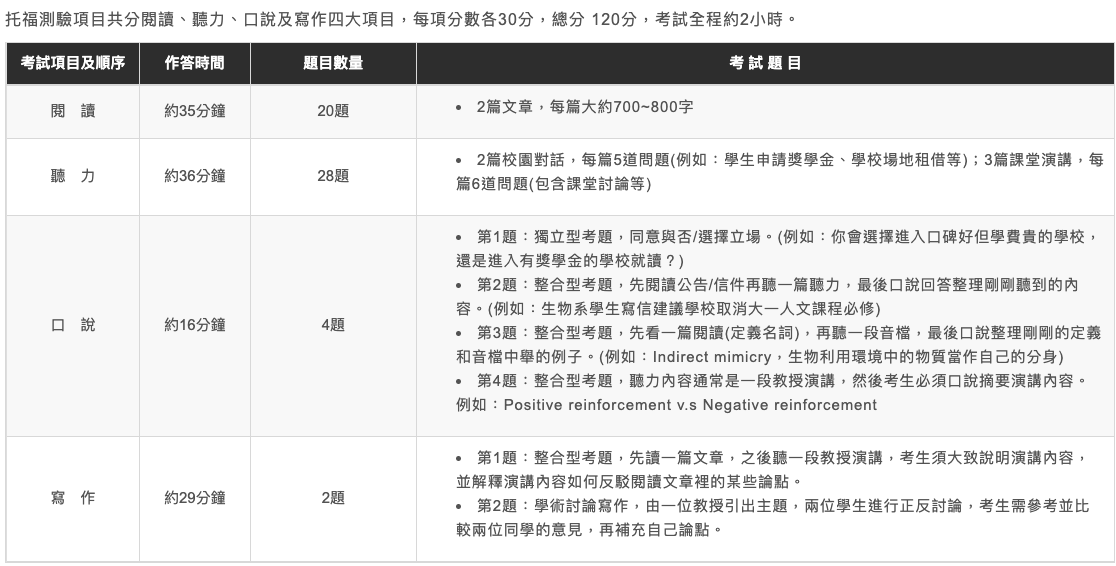 托福測驗項目共分閱讀、聽力、口說及寫作四大項目，每項分數各30分，總分 120分，考試全程約2小時。
考試項目及順序 作答時間 題目數量 考 試 題 目
閱 讀 約35分鐘 20題
• 2篇文章，每篇大約700~800字
聽 力 約36分鐘 28題
• 2篇校園對話，每篇5道問題(例如：學生申請獎學金、學校場地租借等)；3篇課堂演講，每
篇6道問題(包含課堂討論等)
口 說 約16分鐘 4題
• 第1題：獨立型考題，同意與否/選擇立場。(例如：你會選擇進入口碑好但學費貴的學校，
還是進入有獎學金的學校就讀？)
• 第2題：整合型考題，先閱讀公告/信件再聽一篇聽力，最後口說回答整理剛剛聽到的內
容。(例如：生物系學生寫信建議學校取消大一人文課程必修)
• 第3題：整合型考題，先看一篇閱讀(定義名詞)，再聽一段音檔，最後口說整理剛剛的定義
和音檔中舉的例子。(例如：Indirect mimicry，生物利用環境中的物質當作自己的分身)
• 第4題：整合型考題，聽力內容通常是一段教授演講，然後考生必須口說摘要演講內容。
例如：Positive reinforcement v.s Negative reinforcement
寫 作 約29分鐘 2題
• 第1題：整合型考題，先讀一篇文章，之後聽一段教授演講，考生須大致說明演講內容，
並解釋演講內容如何反駁閱讀文章裡的某些論點。
• 第2題：學術討論寫作，由一位教授引出主題，兩位學生進行正反討論，考生需參考並比
較兩位同學的意見，再補充自己論點。